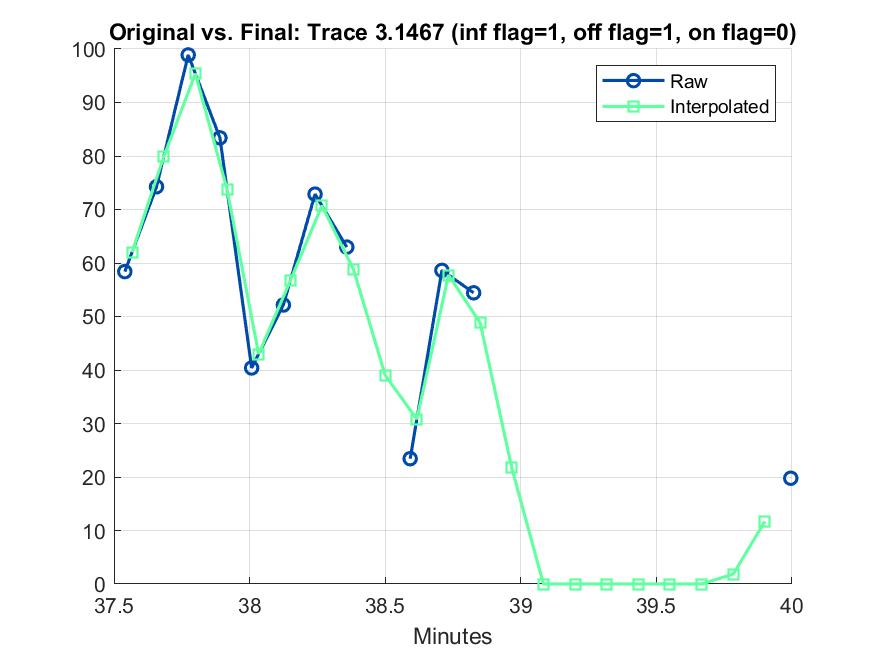 Original vs. Final: Trace 3.1467 (inf flag=1, off flag=1, on flag=0)
100
90
80
70
60
50
40
30
20
10
0
Raw
Interpolated
37.5 38 38.5 39 39.5 40
Minutes